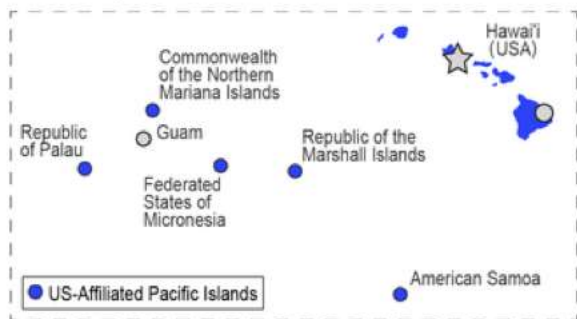 Hawai'i
(USA)
Commonwealth
of the Northern
Mariana Islands
Republic
of Palau
Guam
Republic of the
Marshall Islands
Federated
States of
Micronesia
American Samoa
US-Affiliated Pacific Islands